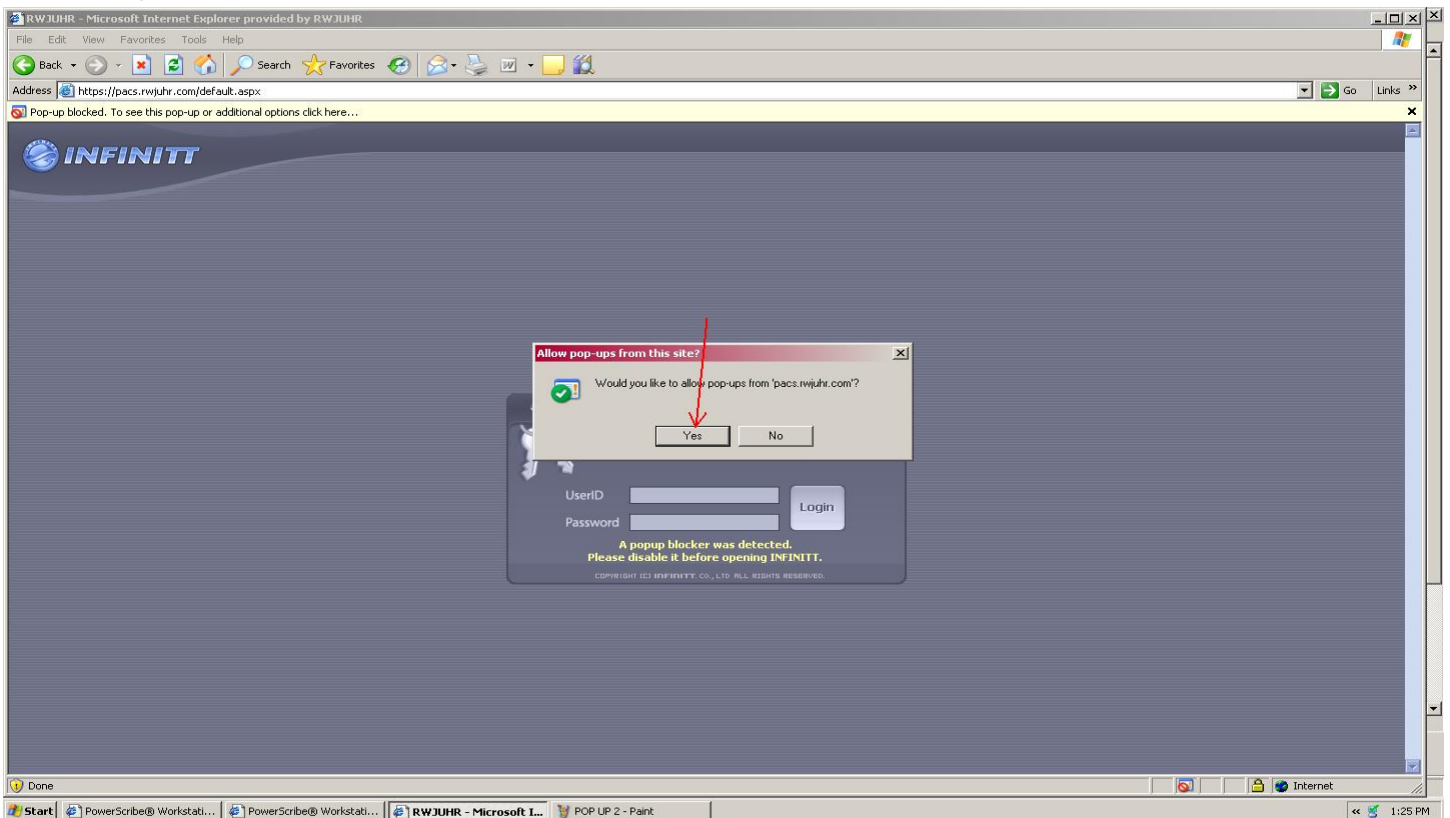 RWJUHR - Microsoft Internet Explorer provided by RWJUHR
File Edit View Favorites Tools Help
Back Search Favorites
Address https://pacs.rwjuhr.com/default.aspx Go Links »
Pop-up blocked. To see this pop-up or additional options click here...
INFINITT
Allow pop-ups from this site?
Would you like to allow pop-ups from 'pacs.rwjuhr.com'?
Yes No
UserID
Login
Password
A popup blocker was detected.
Please disable it before opening INFINITT.
COPYRIGHT (C) INFINITT. CO., LTD ALL RIGHTS RESERVED.
Done Internet
Start PowerScribe® Workstati... PowerScribe® Workstati... RWJUHR - Microsoft I... POP UP 2 - Paint « 1:25 PM